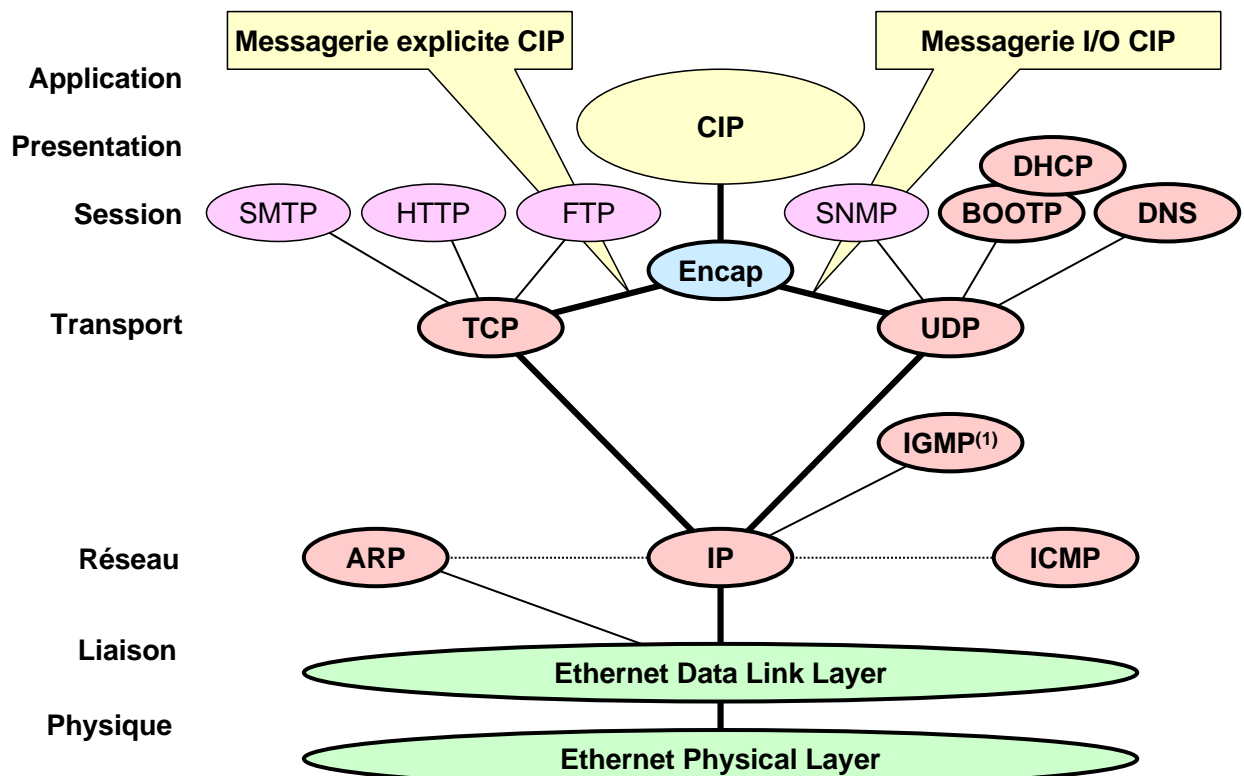 Messagerie explicite CIP
Messagerie I/O CIP
Application
CIP
Presentation
DHCP
Session
SMTP
HTTP
FTP
SNMP
BOOTP
DNS
Encap
Transport
TCP
UDP
IGMP(1)
Réseau
ARP
IP
ICMP
Liaison
Ethernet Data Link Layer
Physique
Ethernet Physical Layer